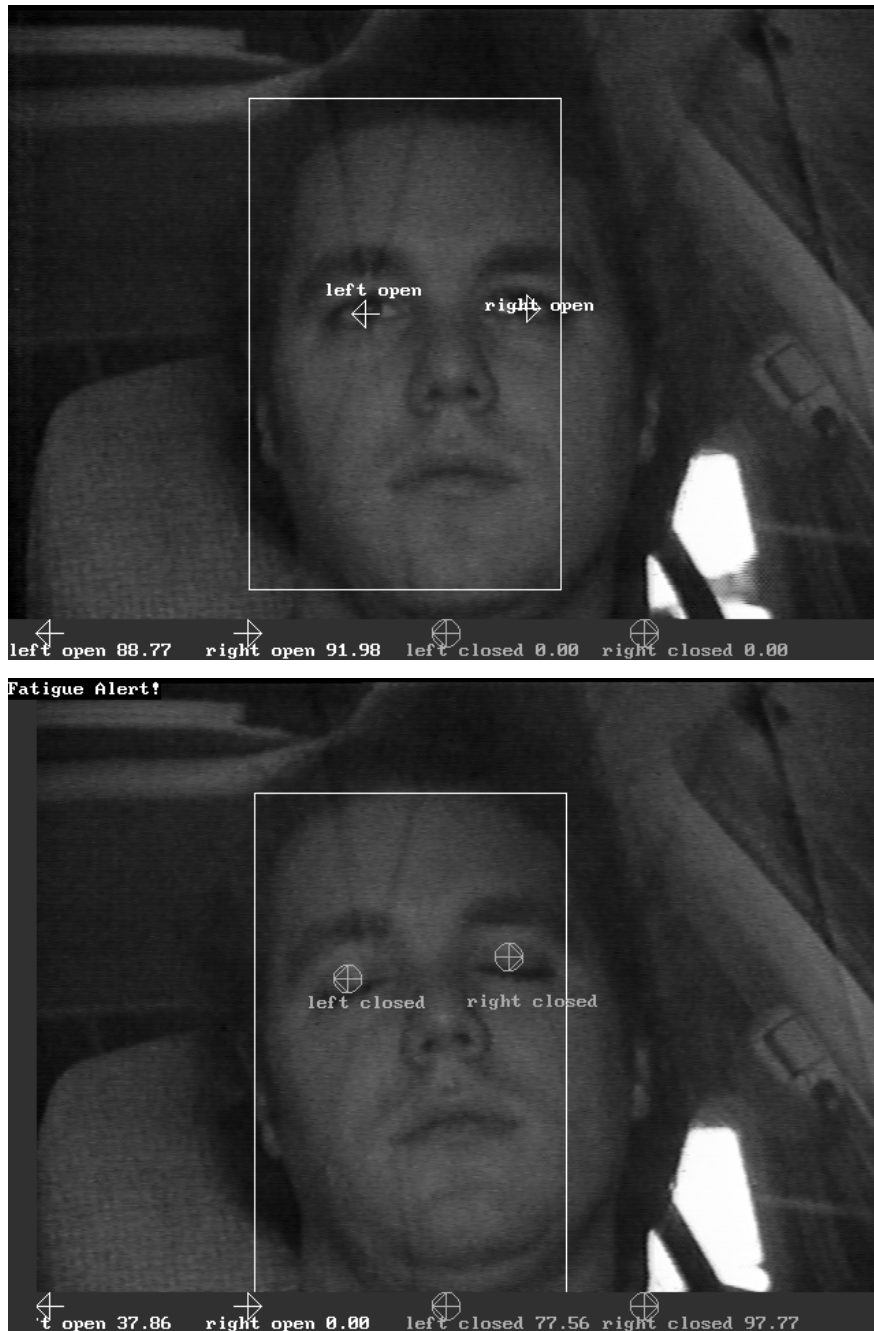 left open
right open
left open 88.77 right open 91.98 left closed 0.00 right closed 0.00
Fatigue Alert!
left closed right closed
't open 37.86 right open 0.00 left closed 77.56 right closed 97.77